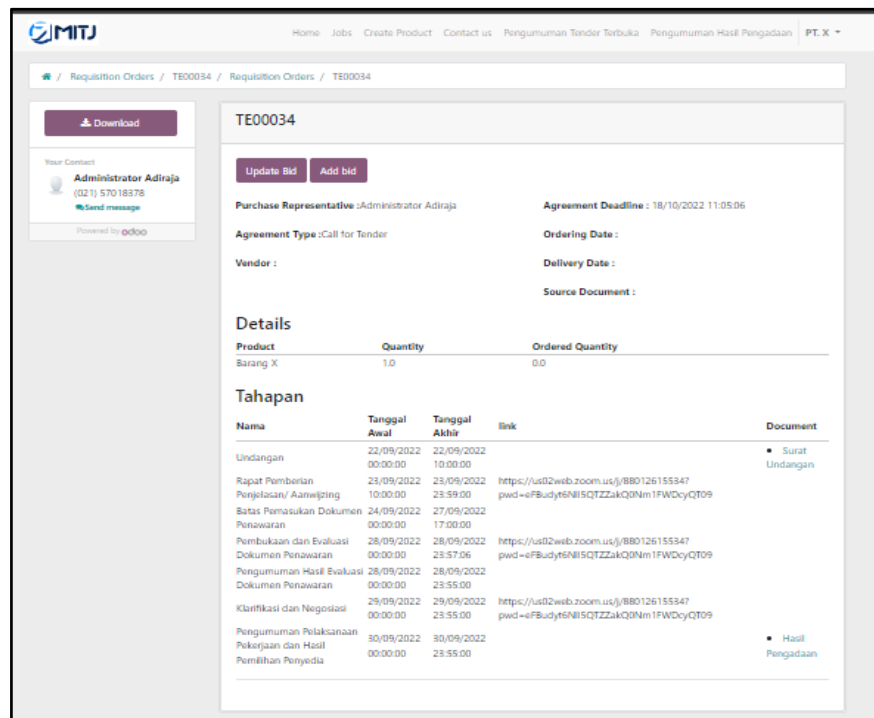 MITJ
Home Jobs Create Product Contact us Pengumuman Tender Terbuka Pengumuman Hasil Pengadaan PT. X
/ Requisition Orders / TE00034 / Requisition Orders / TE00034
Download
Your Contact
Administrator Adiraja
(021) 57018378
Send message
Powered by odoo
TE00034
Update Bid Add bid
Purchase Representative :Administrator Adiraja Agreement Deadline : 18/10/2022 11:05:06
Agreement Type :Call for Tender Ordering Date :
Vendor : Delivery Date :
Source Document :
Details
Product Quantity Ordered Quantity
Barang X 1.0 0.0
Tahapan
Nama Tanggal Awal Tanggal Akhir link Document
Undangan 22/09/2022 00:00:00 22/09/2022 10:00:00 • Surat Undangan
Rapat Pemberian Penjelasan/ Aanwijzing 23/09/2022 10:00:00 23/09/2022 23:59:00 https://us02web.zoom.us/j/88012615534?pwd=eFBudyt6Nll5QTZZakQ0Nm1FWDcyQT09
Batas Pemasukan Dokumen Penawaran 24/09/2022 00:00:00 27/09/2022 17:00:00
Pembukaan dan Evaluasi Dokumen Penawaran 28/09/2022 00:00:00 28/09/2022 23:57:06 https://us02web.zoom.us/j/88012615534?pwd=eFBudyt6Nll5QTZZakQ0Nm1FWDcyQT09
Pengumuman Hasil Evaluasi Dokumen Penawaran 28/09/2022 00:00:00 28/09/2022 23:55:00
Klarifikasi dan Negosiasi 29/09/2022 00:00:00 29/09/2022 23:55:00 https://us02web.zoom.us/j/88012615534?pwd=eFBudyt6Nll5QTZZakQ0Nm1FWDcyQT09
Pengumuman Pelaksanaan Pekerjaan dan Hasil Pemilihan Penyedia 30/09/2022 00:00:00 30/09/2022 23:55:00 • Hasil Pengadaan